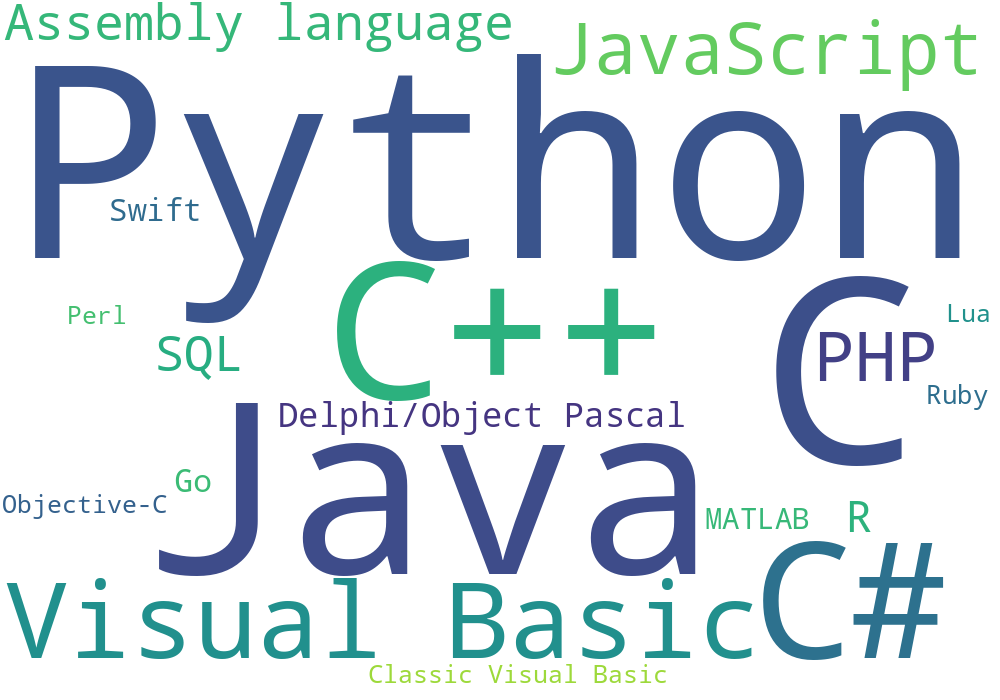 Assembly language
JavaScript
Python
Swift
C++
C
Perl
Lua
SQL
PHP
Ruby
Delphi/Object Pascal
Java
Go
Objective-C
MATLAB
R
Visual Basic
C#
Classic Visual Basic